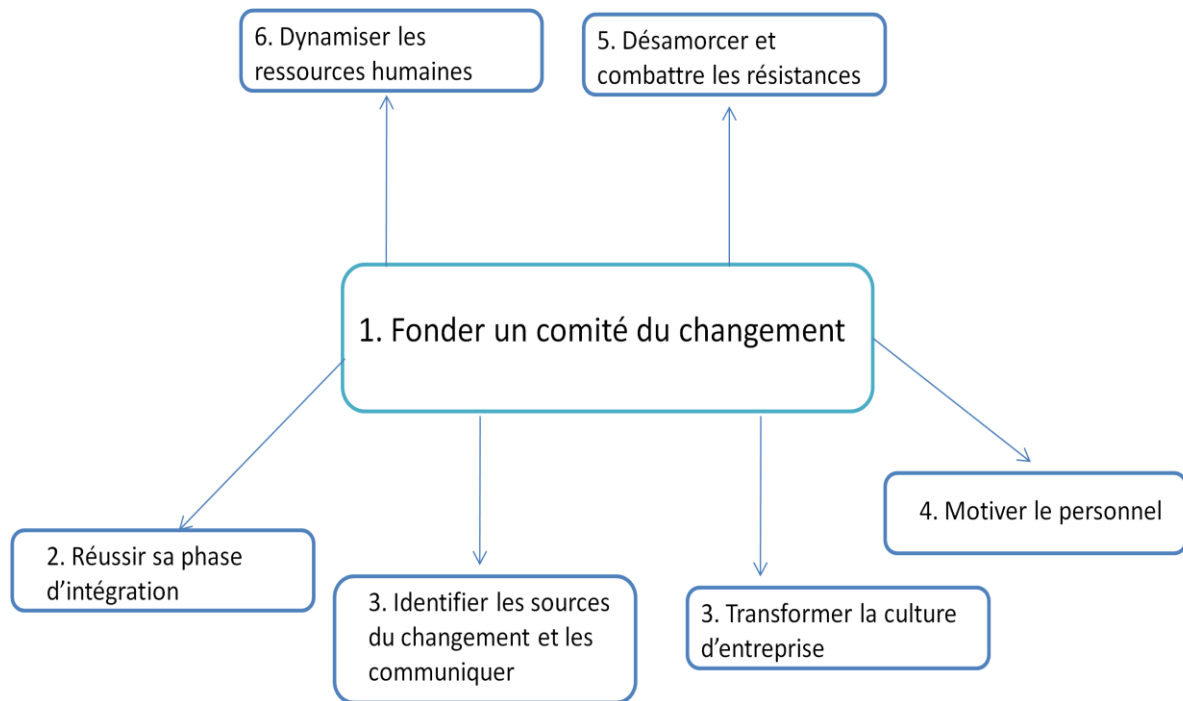 6. Dynamiser les
ressources humaines
5. Désamorcer et
combattre les résistances
1. Fonder un comité du changement
4. Motiver le personnel
2. Réussir sa phase
d’intégration
3. Identifier les sources
du changement et les
communiquer
3. Transformer la culture
d’entreprise